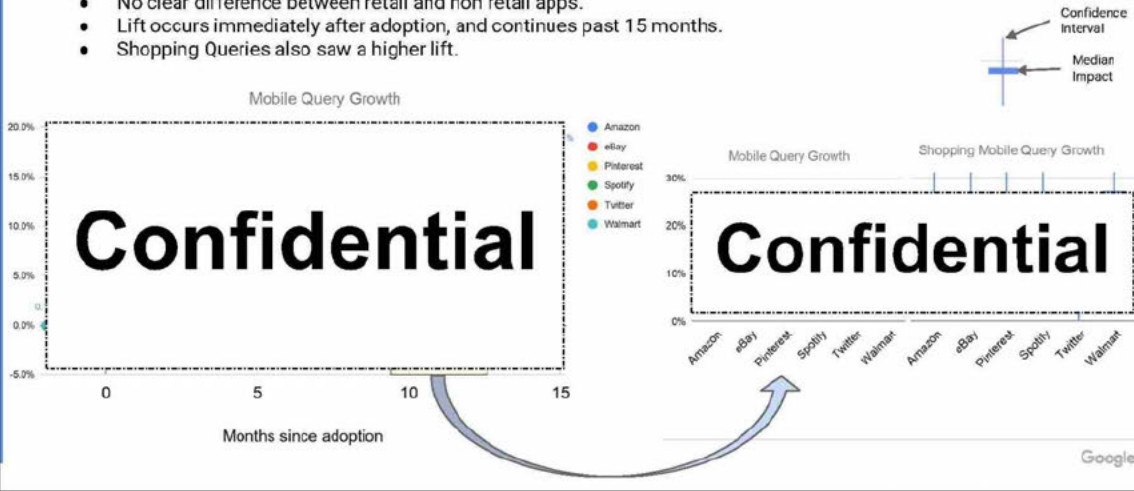 No clear difference between retail and non retail apps.
Lift occurs immediately after adoption, and continues past 15 months.
Shopping Queries also saw a higher lift.
Confidence
Interval
Median
Impact
Mobile Query Growth
20.0%
15.0%
10.0%
5.0%
0.0%
-5.0%
Confidential
0 5 10 15
Months since adoption
Amazon
eBay
Pinterest
Spotify
Twitter
Walmart
Mobile Query Growth
Shopping Mobile Query Growth
30%
20%
10%
0%
Confidential
Amazon eBay Pinterest Spotify Twitter Walmart Amazon eBay Pinterest Spotify Twitter Walmart
Google